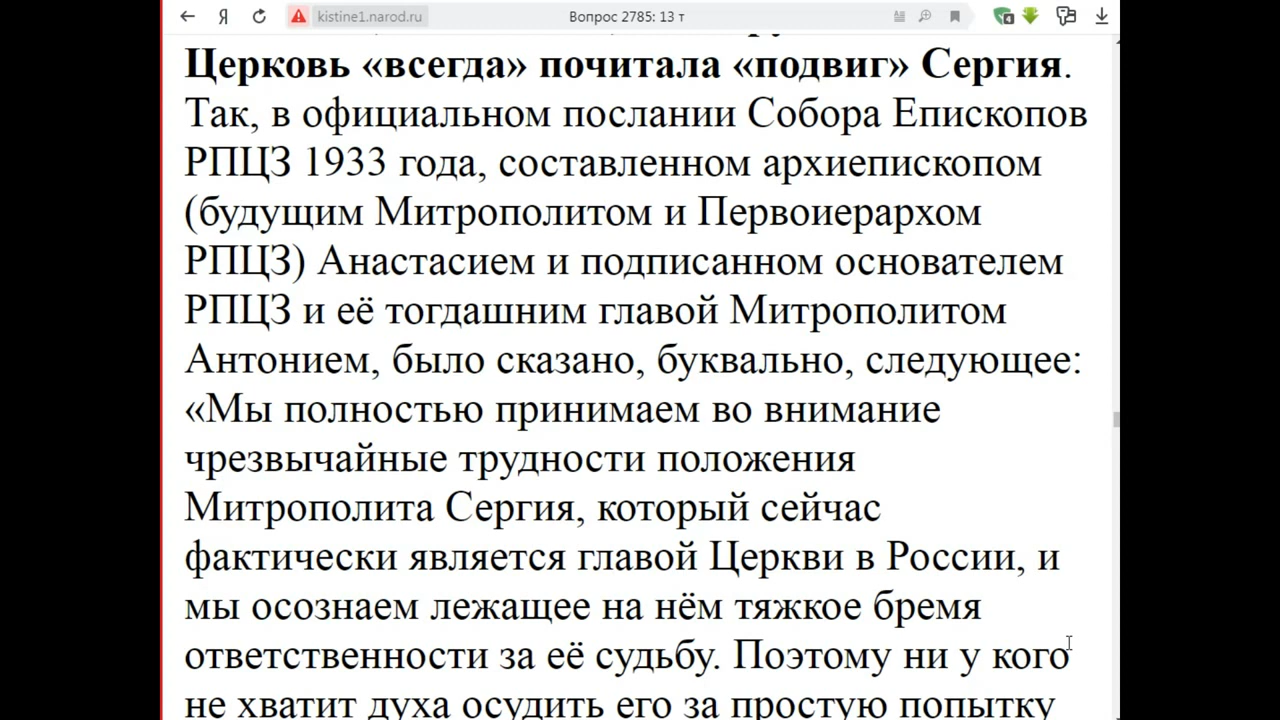 Я kistine1.narod.ru Вопрос 2785: 13 т
Церковь «всегда» почитала «подвиг» Сергия.
Так, в официальном послании Собора Епископов
РПЦЗ 1933 года, составленном архиепископом
(будущим Митрополитом и Первоиерархом
РПЦЗ) Анастасием и подписанном основателем
РПЦЗ и её тогдашним главой Митрополитом
Антонием, было сказано, буквально, следующее:
«Мы полностью принимаем во внимание
чрезвычайные трудности положения
Митрополита Сергия, который сейчас
фактически является главой Церкви в России, и
мы осознаем лежащее на нём тяжкое бремя
ответственности за её судьбу. Поэтому ни у кого
не хватит духа осудить его за простую попытку